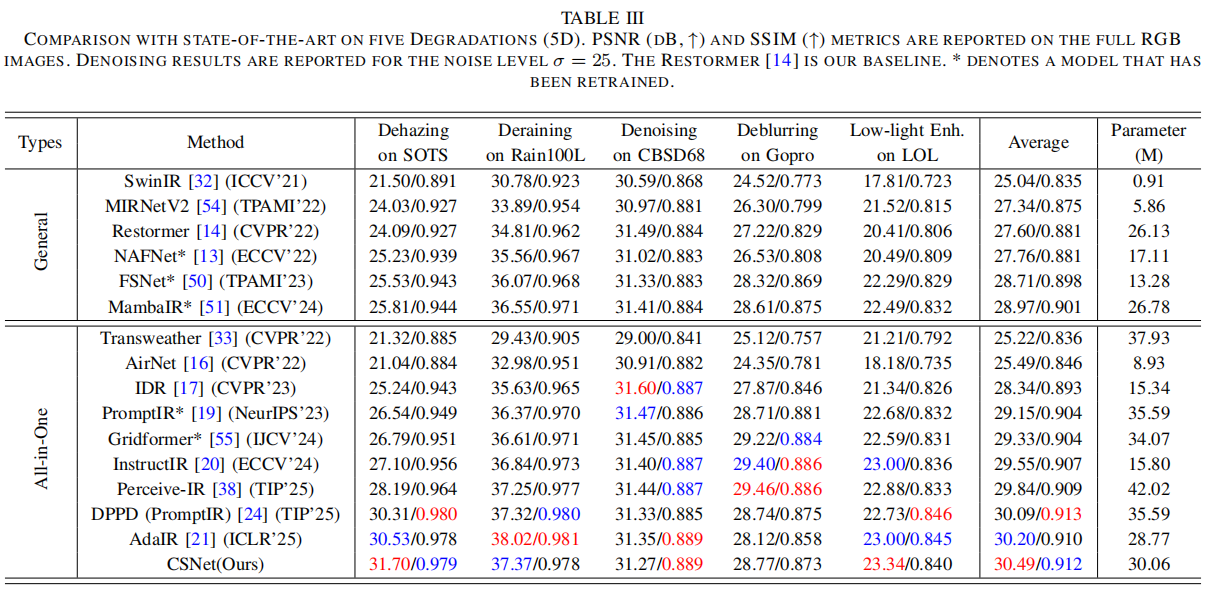 TABLE III
COMPARISON WITH STATE-OF-THE-ART ON FIVE DEGRADATIONS (5D). PSNR (DB, ↑) AND SSIM (↑) METRICS ARE REPORTED ON THE FULL RGB
IMAGES. DENOISING RESULTS ARE REPORTED FOR THE NOISE LEVEL σ = 25. THE RESTORMER [14] IS OUR BASELINE. * DENOTES A MODEL THAT HAS
BEEN RETRAINED.
Types Method Dehazing on SOTS Deraining on Rain100L Denoising on CBSD68 Deblurring on Gopro Low-light Enh. on LOL Average Parameter (M)
General
SwinIR [32] (ICCV'21) 21.50/0.891 30.78/0.923 30.59/0.868 24.52/0.773 17.81/0.723 25.04/0.835 0.91
MIRNetV2 [54] (TPAMI'22) 24.03/0.927 33.89/0.954 30.97/0.881 26.30/0.799 21.52/0.815 27.34/0.875 5.86
Restormer [14] (CVPR'22) 24.09/0.927 34.81/0.962 31.49/0.884 27.22/0.829 20.41/0.806 27.60/0.881 26.13
NAFNet* [13] (ECCV'22) 25.23/0.939 35.56/0.967 31.02/0.883 26.53/0.808 20.49/0.809 27.76/0.881 17.11
FSNet* [50] (TPAMI'23) 25.53/0.943 36.07/0.968 31.33/0.883 28.32/0.869 22.29/0.829 28.71/0.898 13.28
MambaIR* [51] (ECCV'24) 25.81/0.944 36.55/0.971 31.41/0.884 28.61/0.875 22.49/0.832 28.97/0.901 26.78
All-in-One
Transweather [33] (CVPR'22) 21.32/0.885 29.43/0.905 29.00/0.841 25.12/0.757 21.21/0.792 25.22/0.836 37.93
AirNet [16] (CVPR'22) 21.04/0.884 32.98/0.951 30.91/0.882 24.35/0.781 18.18/0.735 25.49/0.846 8.93
IDR [17] (CVPR'23) 25.24/0.943 35.63/0.965 31.60/0.887 27.87/0.846 21.34/0.826 28.34/0.893 15.34
PromptIR* [19] (NeurIPS'23) 26.54/0.949 36.37/0.970 31.47/0.886 28.71/0.881 22.68/0.832 29.15/0.904 35.59
Gridformer* [55] (IJCV'24) 26.79/0.951 36.61/0.971 31.45/0.885 29.22/0.884 22.59/0.831 29.33/0.904 34.07
InstructIR [20] (ECCV'24) 27.10/0.956 36.84/0.973 31.40/0.887 29.40/0.886 23.00/0.836 29.55/0.907 15.80
Perceive-IR [38] (TIP'25) 28.19/0.964 37.25/0.977 31.44/0.887 29.46/0.886 22.88/0.833 29.84/0.909 42.02
DPPD (PromptIR) [24] (TIP'25) 30.31/0.980 37.32/0.980 31.33/0.885 28.74/0.875 22.73/0.846 30.09/0.913 35.59
AdaIR [21] (ICLR'25) 30.53/0.978 38.02/0.981 31.35/0.889 28.12/0.858 23.00/0.845 30.20/0.910 28.77
CSNet(Ours) 31.70/0.979 37.37/0.978 31.27/0.889 28.77/0.873 23.34/0.840 30.49/0.912 30.06